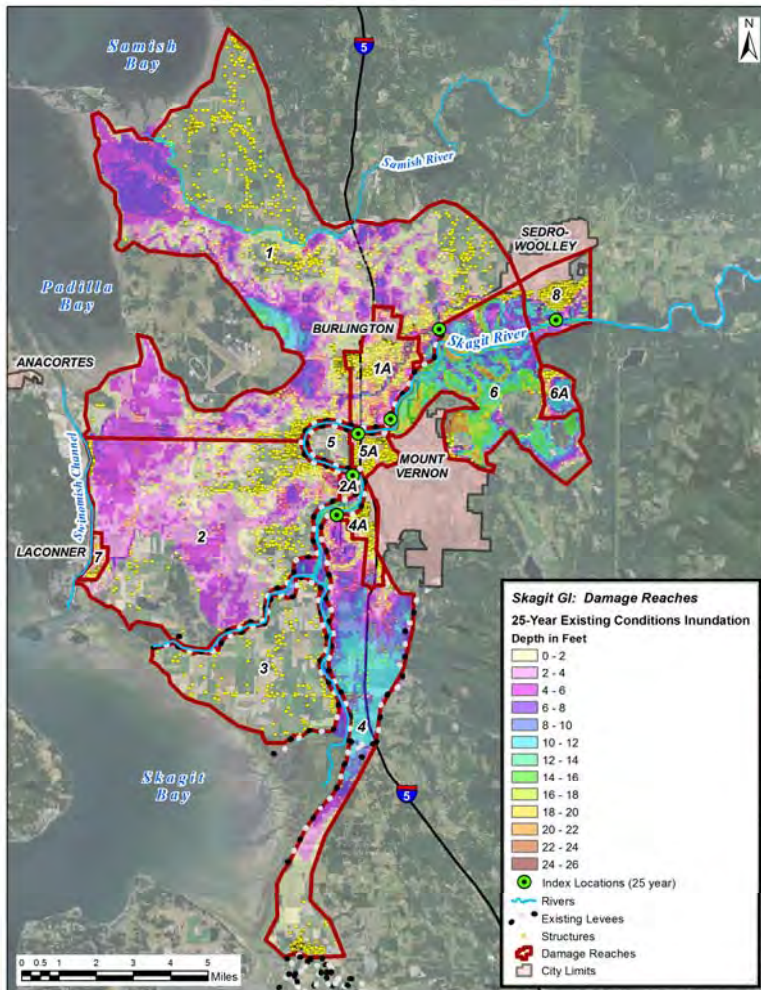 Samish
Bay
5
N
Samish River
SEDRO-
WOOLLEY
1
8
Padilla
Bay
BURLINGTON
Skagit River
ANACORTES
1A
6
6A
5
5A
MOUNT
VERNON
2A
Swinomish Channel
2
4A
LACONNER
7
3
4
Skagit
Bay
5
Skagit GI: Damage Reaches
25-Year Existing Conditions Inundation
Depth in Feet
0 - 2
2 - 4
4 - 6
6 - 8
8 - 10
10 - 12
12 - 14
14 - 16
16 - 18
18 - 20
20 - 22
22 - 24
24 - 26
Index Locations (25 year)
Rivers
Existing Levees
Structures
Damage Reaches
City Limits
0 0.5 1 2 3 4 5
Miles